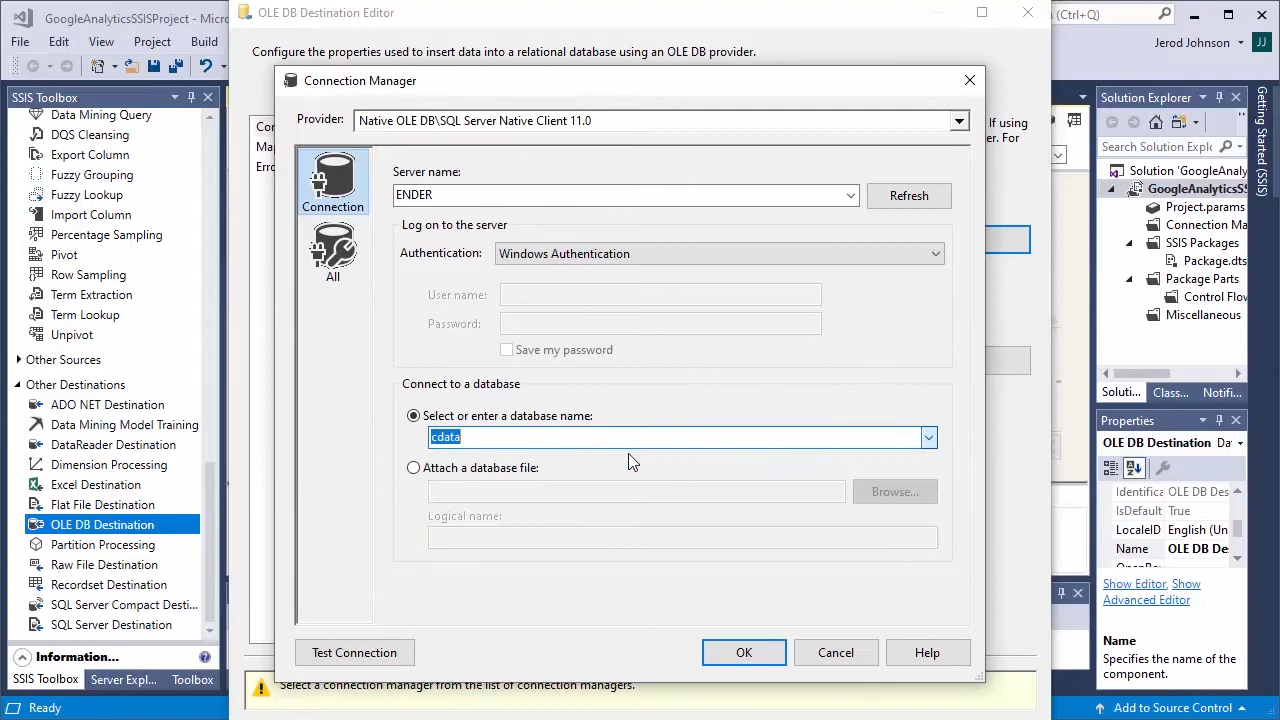 GoogleAnalyticsSSISProject - Micro
OLE DB Destination Editor
(Ctrl+Q)
File Edit View Project Build
Jerod Johnson
JJ
Configure the properties used to insert data into a relational database using an OLE DB provider.
SSIS Toolbox
Data Mining Query
DQS Cleansing
Export Column
Fuzzy Grouping
Fuzzy Lookup
Import Column
Percentage Sampling
Pivot
Row Sampling
Term Extraction
Term Lookup
Unpivot
Other Sources
Other Destinations
ADO NET Destination
Data Mining Model Training
DataReader Destination
Dimension Processing
Excel Destination
Flat File Destination
OLE DB Destination
Partition Processing
Raw File Destination
Recordset Destination
SQL Server Compact Desti...
SQL Server Destination
Information...
SSIS Toolbox Server Expl... Toolbox
Ready
Con
Map
Erro
If using
r. For
Connection Manager
Provider: Native OLE DB\SQL Server Native Client 11.0
Connection
All
Server name:
ENDER
Refresh
Log on to the server
Authentication: Windows Authentication
User name:
Password:
Save my password
Connect to a database
Select or enter a database name:
cdata
Attach a database file:
Browse...
Logical name:
Test Connection
OK
Cancel
Help
Select a connection manager from the list of connection managers.
Solution Explorer
Search Solution Explc
Solution 'GoogleAnaly
GoogleAnalyticsSS
Project.params
Connection Ma
SSIS Packages
Package.dts
Package Parts
Control Flov
Miscellaneous
Soluti... Class... Notifi...
Getting Started (SSIS)
Properties
OLE DB Destination Da
Identifica OLE DB Des
IsDefault True
LocaleID English (Un
Name OLE DB De
Show Editor, Show
Advanced Editor
Name
Specifies the name of the
component.
Add to Source Control